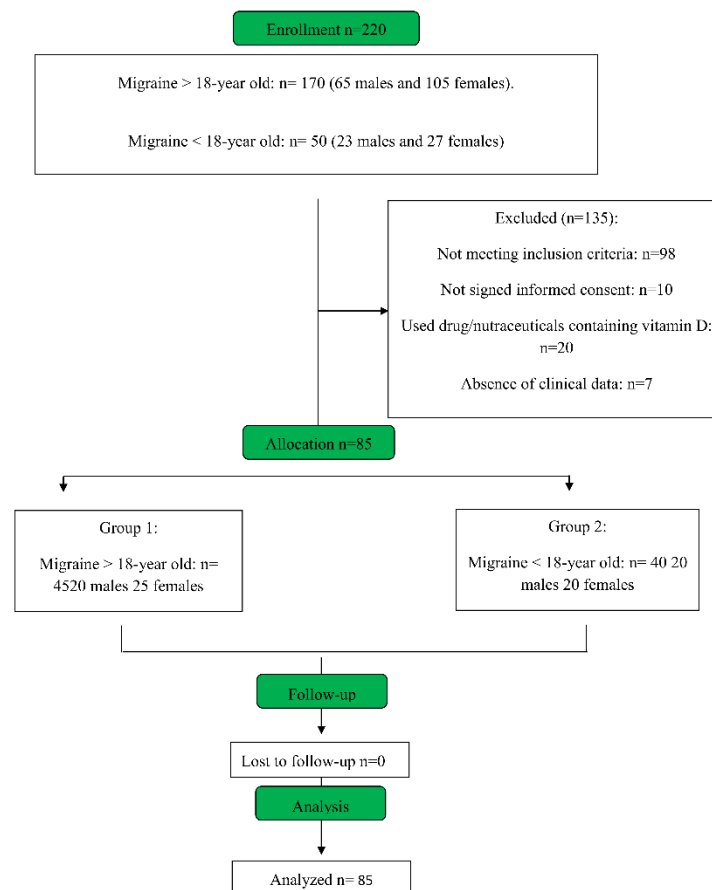 Enrollment n=220
Migraine > 18-year old: n= 170 (65 males and 105 females).
Migraine < 18-year old: n= 50 (23 males and 27 females)
Excluded (n=135):
Not meeting inclusion criteria: n=98
Not signed informed consent: n=10
Used drug/nutraceuticals containing vitamin D:
n=20
Absence of clinical data: n=7
Allocation n=85
Group 1:
Migraine > 18-year old: n=
4520 males 25 females
Group 2:
Migraine < 18-year old: n= 40 20
males 20 females
Follow-up
Lost to follow-up n=0
Analysis
Analyzed n= 85